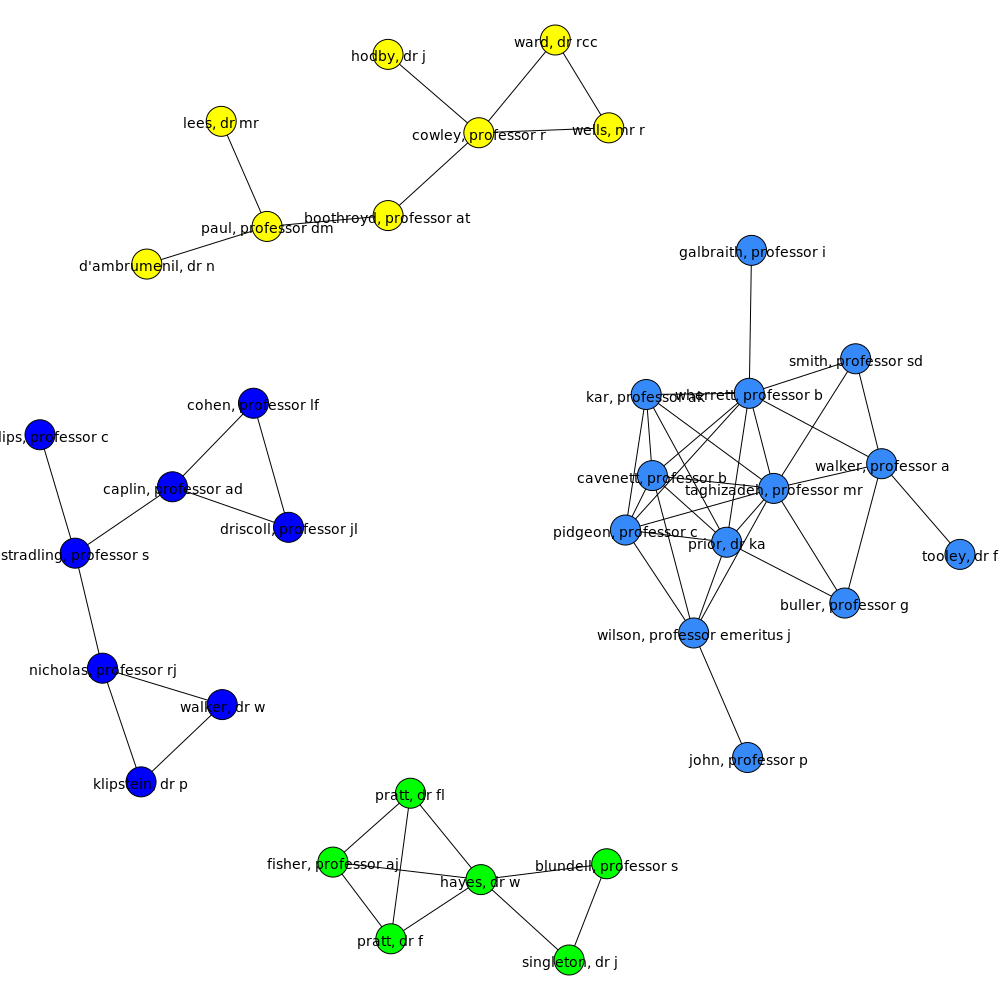 ward, dr rcc
hodby, dr j
lees, dr mr
wells, mr r
cowley, professor r
boothroyd, professor at
paul, professor dm
d'ambrumenil, dr n
galbraith, professor i
smith, professor sd
kar, professor ak
wherrett, professor b
cohen, professor lf
lips, professor c
walker, professor a
cavenett, professor b
caplin, professor ad
taghizadeh, professor mr
driscoll, professor jl
pidgeon, professor c
prior, dr ka
stradling, professor s
tooley, dr f
buller, professor g
wilson, professor emeritus j
nicholas, professor rj
walker, dr w
john, professor p
klipstein, dr p
pratt, dr fl
fisher, professor aj
blundell, professor s
hayes, dr w
pratt, dr f
singleton, dr j